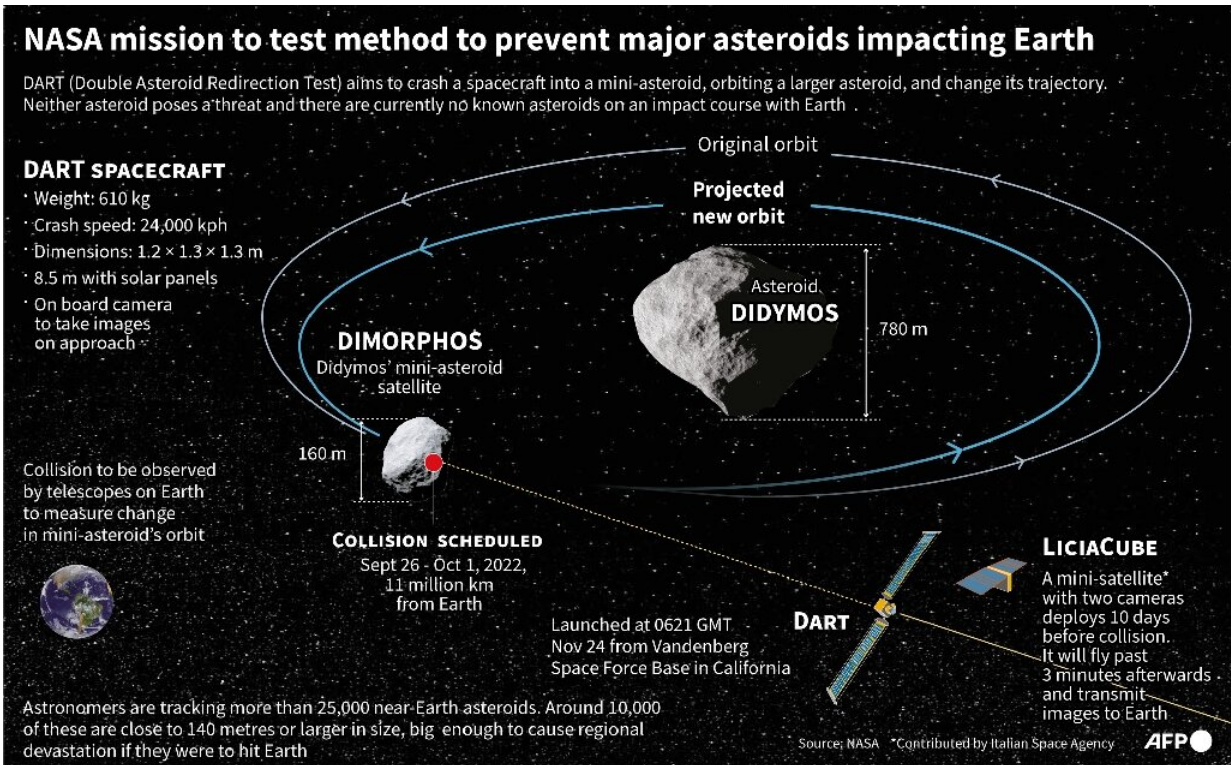 NASA mission to test method to prevent major asteroids impacting Earth
DART (Double Asteroid Redirection Test) aims to crash a spacecraft into a mini-asteroid, orbiting a larger asteroid, and change its trajectory.
Neither asteroid poses a threat and there are currently no known asteroids on an impact course with Earth .
Original orbit
Projected
new orbit
DART SPACECRAFT
· Weight: 610 kg
· Crash speed: 24,000 kph
· Dimensions: 1.2 × 1.3 × 1.3 m
· 8.5 m with solar panels
· On board camera
to take images
on approach
Asteroid
DIDYMOS
780 m
DIMORPHOS
Didymos' mini-asteroid
satellite
160 m
Collision to be observed
by telescopes on Earth
to measure change
in mini-asteroid's orbit
COLLISION SCHEDULED
Sept 26 - Oct 1, 2022,
11 million km
from Earth
Launched at 0621 GMT
Nov 24 from Vandenberg
Space Force Base in California
DART
LICIACUBE
A mini-satellite*
with two cameras
deploys 10 days
before collision.
It will fly past
3 minutes afterwards
and transmit
images to Earth
Astronomers are tracking more than 25,000 near-Earth asteroids. Around 10,000
of these are close to 140 metres or larger in size, big enough to cause regional
devastation if they were to hit Earth
Source: NASA *Contributed by Italian Space Agency
AFP